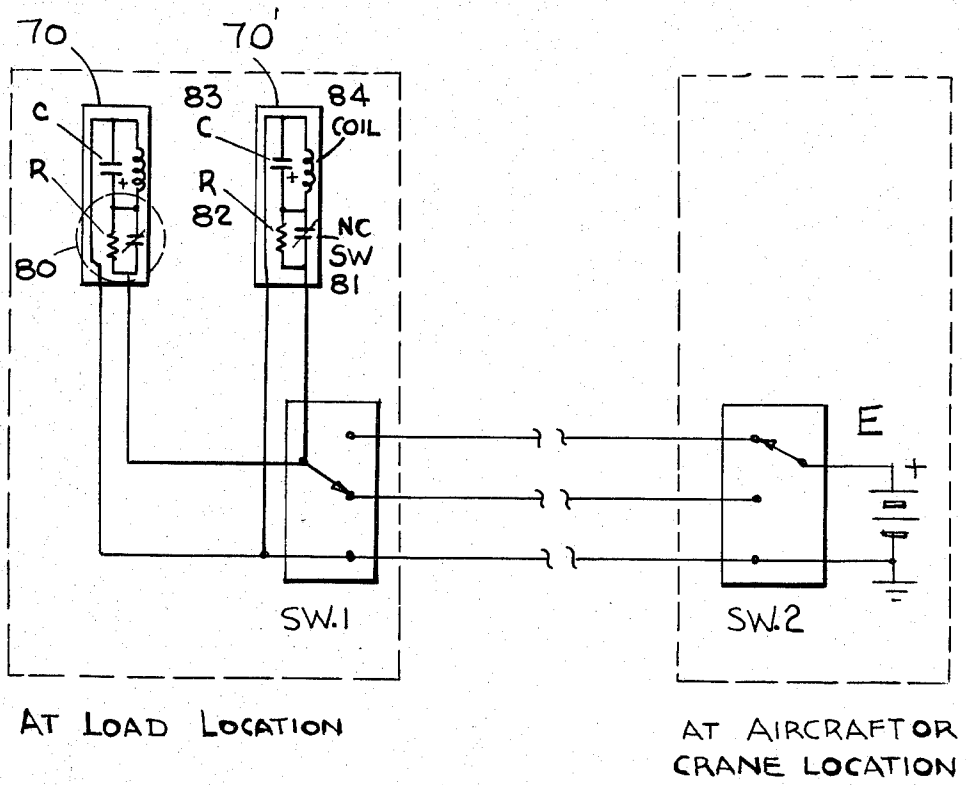 70
70'
C
R
80
83
C
84
COIL
R
82
NC
SW
81
+
+
E
+
SW.1
SW.2
AT LOAD LOCATION
AT AIRCRAFT OR
CRANE LOCATION